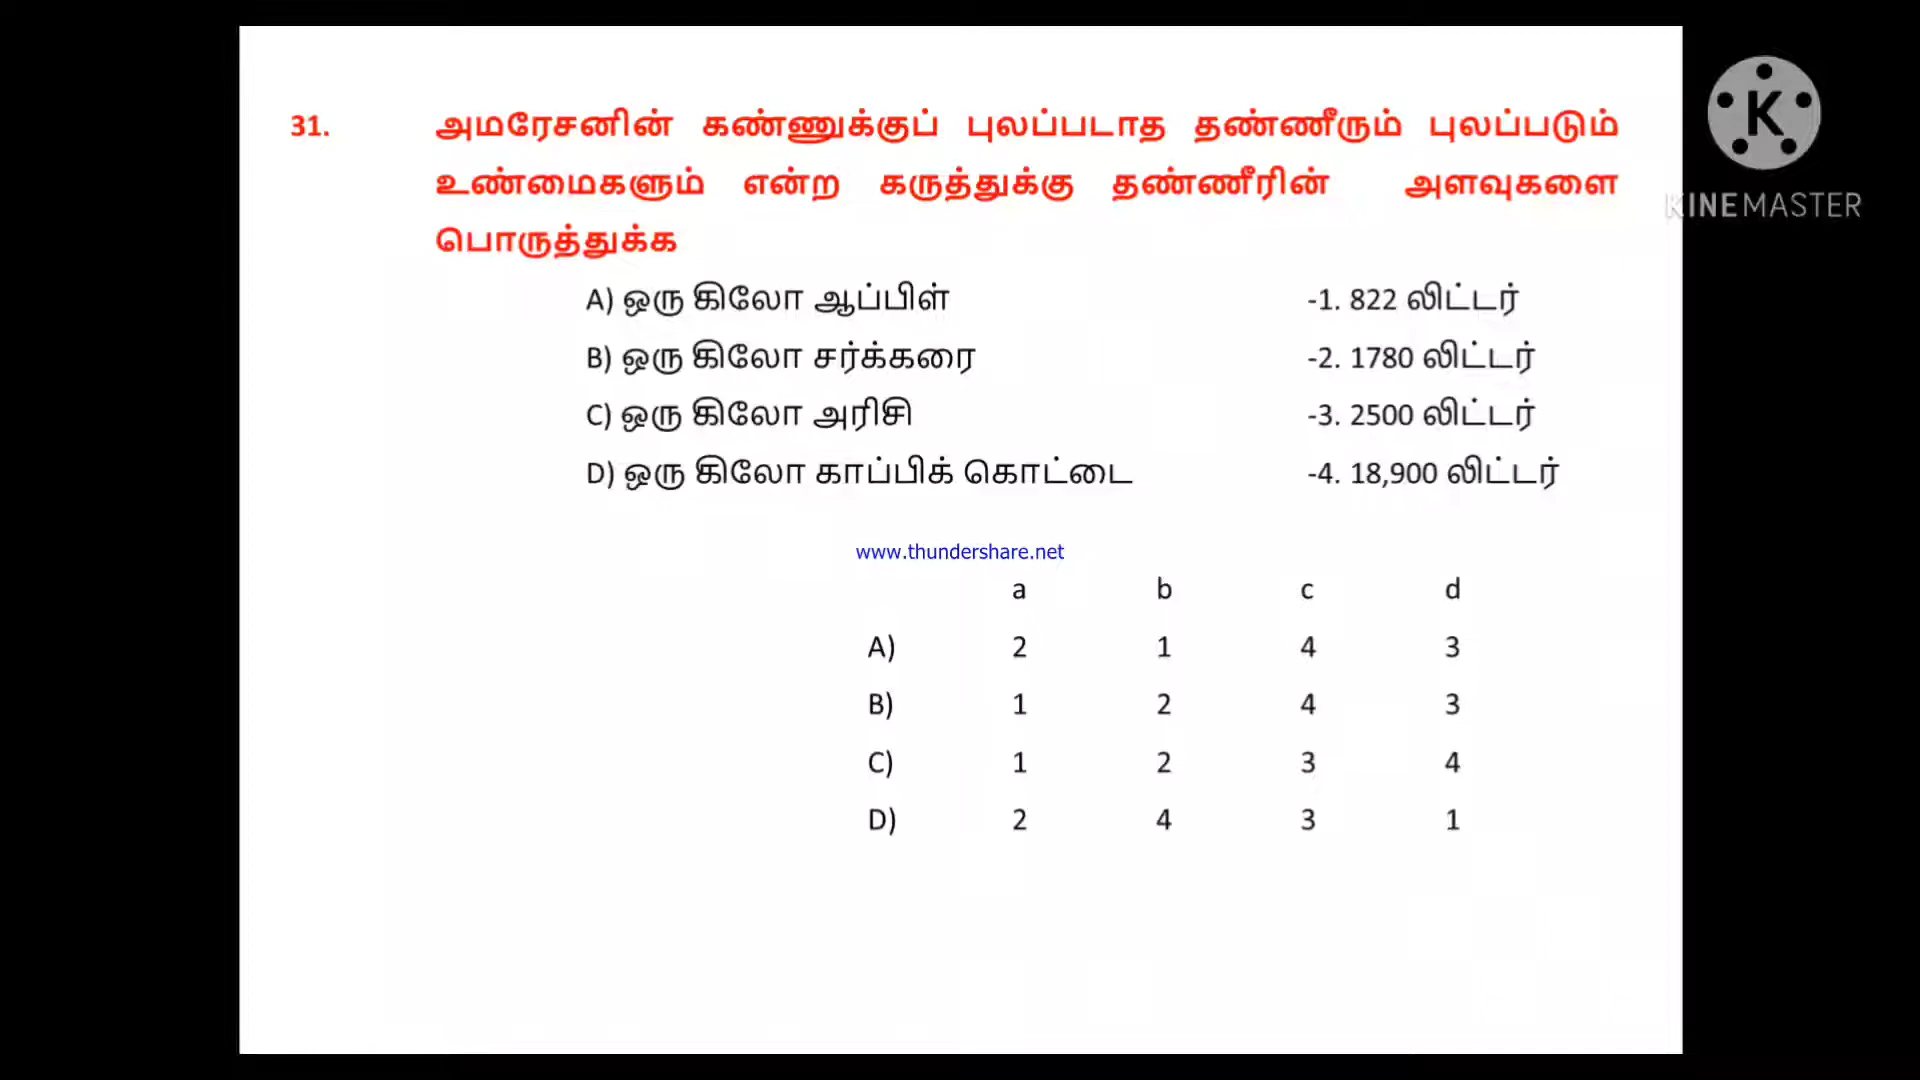 31. அமரேசனின் கண்ணுக்குப் புலப்படாத தண்ணீரும் புலப்படும்
உண்மைகளும் என்ற கருத்துக்கு தண்ணீரின் அளவுகளை
பொருத்துக்க
A) ஒரு கிலோ ஆப்பிள் -1. 822 லிட்டர்
B) ஒரு கிலோ சர்க்கரை -2. 1780 லிட்டர்
C) ஒரு கிலோ அரிசி -3. 2500 லிட்டர்
D) ஒரு கிலோ காப்பிக் கொட்டை -4. 18,900 லிட்டர்
www.thundershare.net
a b c d
A) 2 1 4 3
B) 1 2 4 3
C) 1 2 3 4
D) 2 4 3 1
K
KINEMASTER